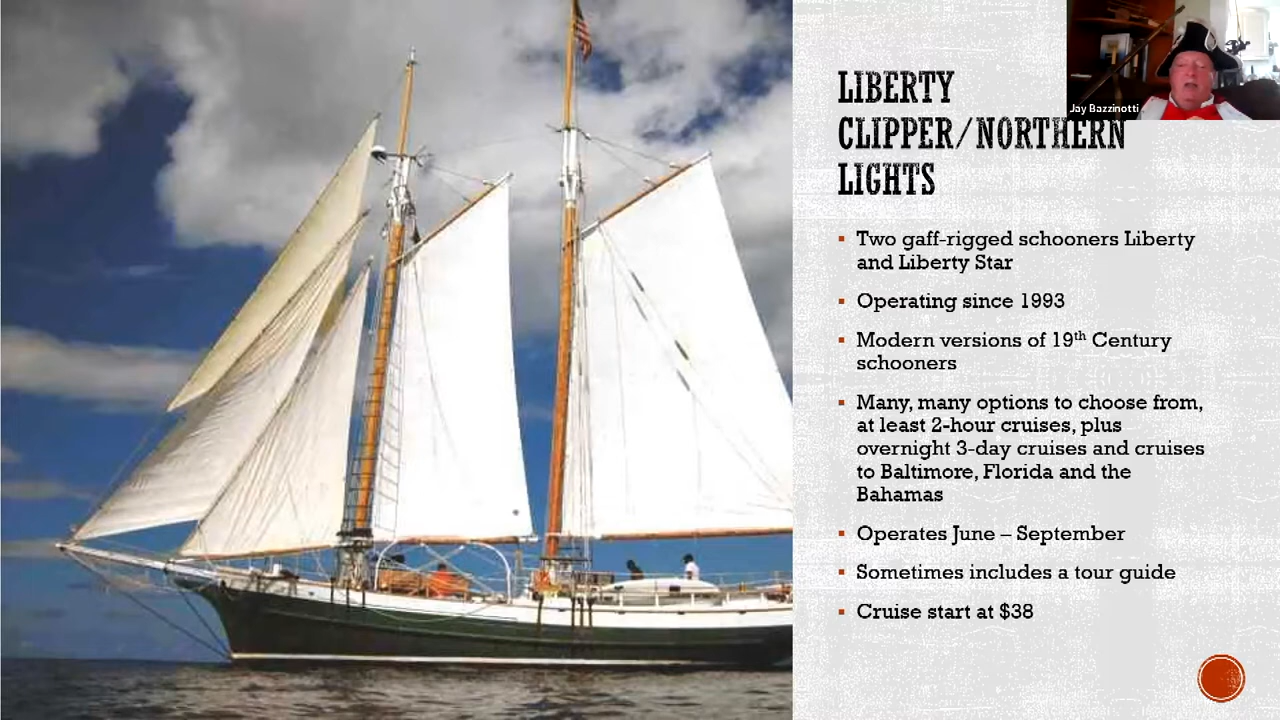 Jay Bazzinotti
LIBERTY
CLIPPER/NORTHERN
LIGHTS
▪ Two gaff-rigged schooners Liberty
and Liberty Star
▪ Operating since 1993
▪ Modern versions of 19th Century
schooners
▪ Many, many options to choose from,
at least 2-hour cruises, plus
overnight 3-day cruises and cruises
to Baltimore, Florida and the
Bahamas
▪ Operates June – September
▪ Sometimes includes a tour guide
▪ Cruise start at $38